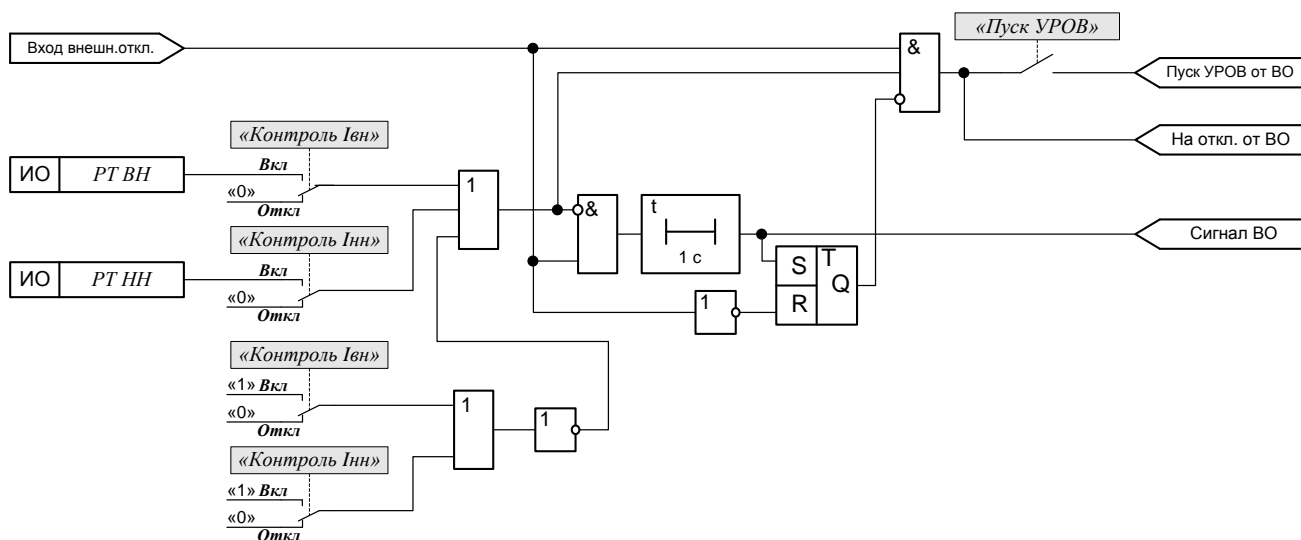 Вход внешн.откл.
&
«Пуск УРОВ»
Пуск УРОВ от ВО
На откл. от ВО
«Контроль Iвн»
ИО РТ ВН
Вкл
«0»
Откл
1
«Контроль Iнн»
ИО РТ НН
Вкл
«0»
Откл
&
t
1 с
Сигнал ВО
S T
R Q
1
«Контроль Iвн»
«1» Вкл
«0»
Откл
1
1
«Контроль Iнн»
«1» Вкл
«0»
Откл